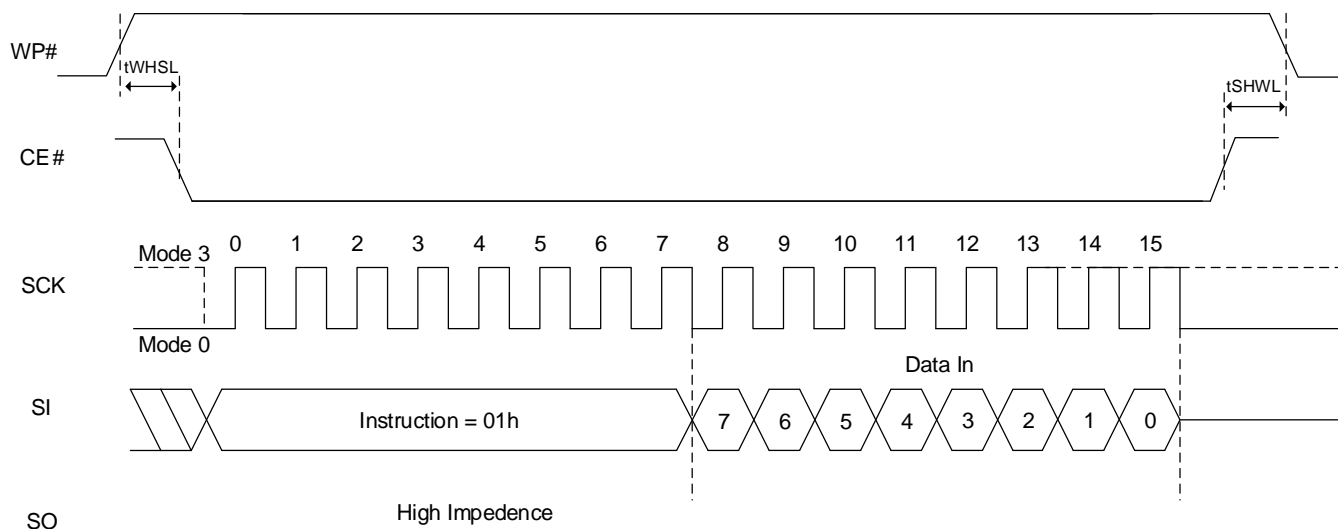 WP#
tWHSL
tSHWL
CE#
0 1 2 3 4 5 6 7 8 9 10 11 12 13 14 15
Mode 3
SCK
Mode 0
Data In
SI
Instruction = 01h
7 6 5 4 3 2 1 0
High Impedence
SO